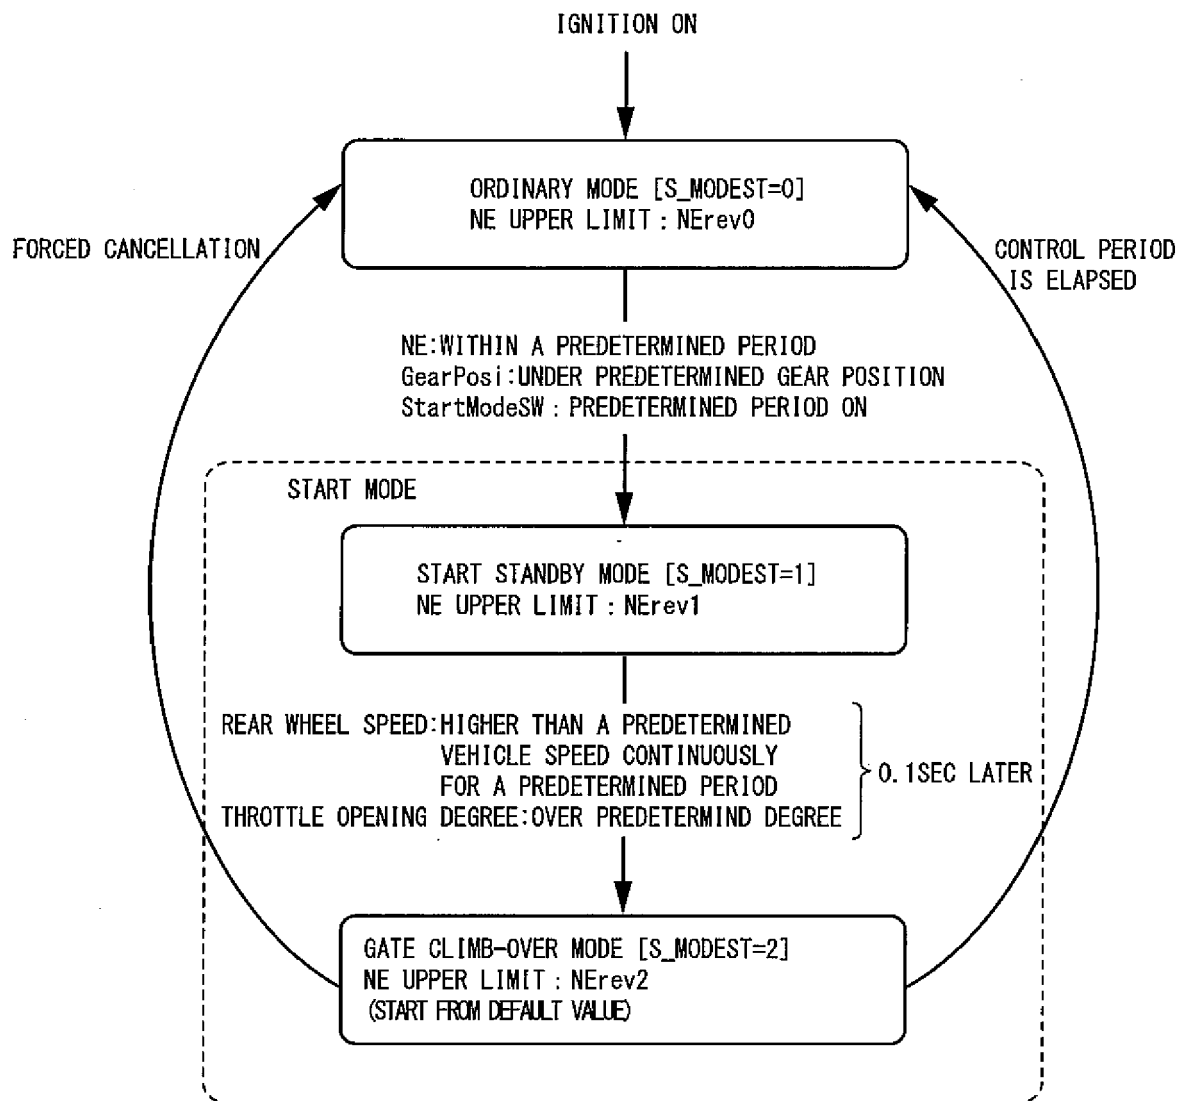 IGNITION ON
ORDINARY MODE [S_MODEST=0]
NE UPPER LIMIT : NErev0
FORCED CANCELLATION
CONTROL PERIOD
IS ELAPSED
NE:WITHIN A PREDETERMINED PERIOD
GearPosi:UNDER PREDETERMINED GEAR POSITION
StartModeSW : PREDETERMINED PERIOD ON
START MODE
START STANDBY MODE [S_MODEST=1]
NE UPPER LIMIT : NErev1
REAR WHEEL SPEED:HIGHER THAN A PREDETERMINED
VEHICLE SPEED CONTINUOUSLY
FOR A PREDETERMINED PERIOD
THROTTLE OPENING DEGREE:OVER PREDETERMIND DEGREE
0.1SEC LATER
GATE CLIMB-OVER MODE [S_MODEST=2]
NE UPPER LIMIT : NErev2
(START FROM DEFAULT VALUE)